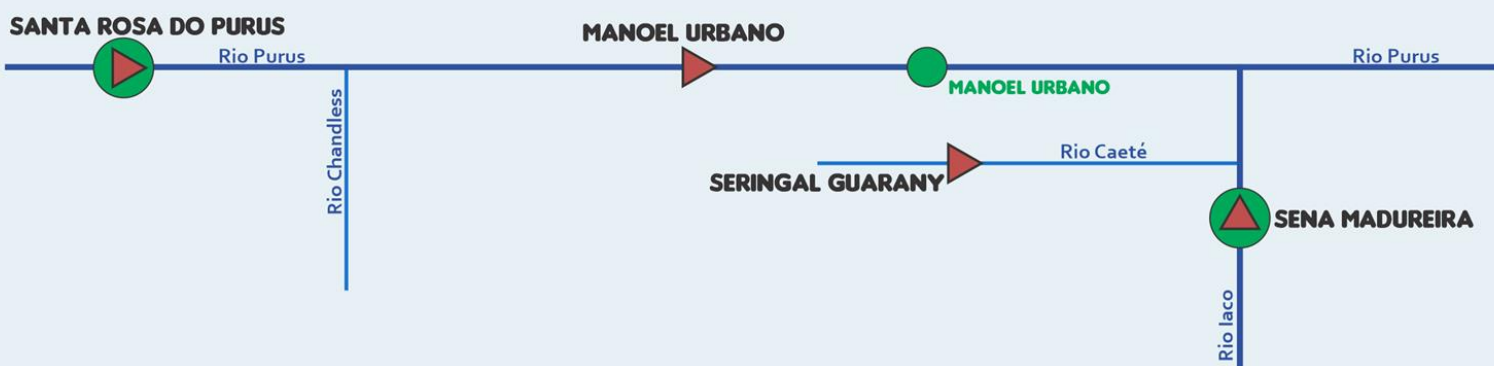 SANTA ROSA DO PURUS
MANOEL URBANO
Rio Purus
Rio Purus
MANOEL URBANO
Rio Chandless
Rio Caeté
SERINGAL GUARANY
SENA MADUREIRA
Rio Iaco